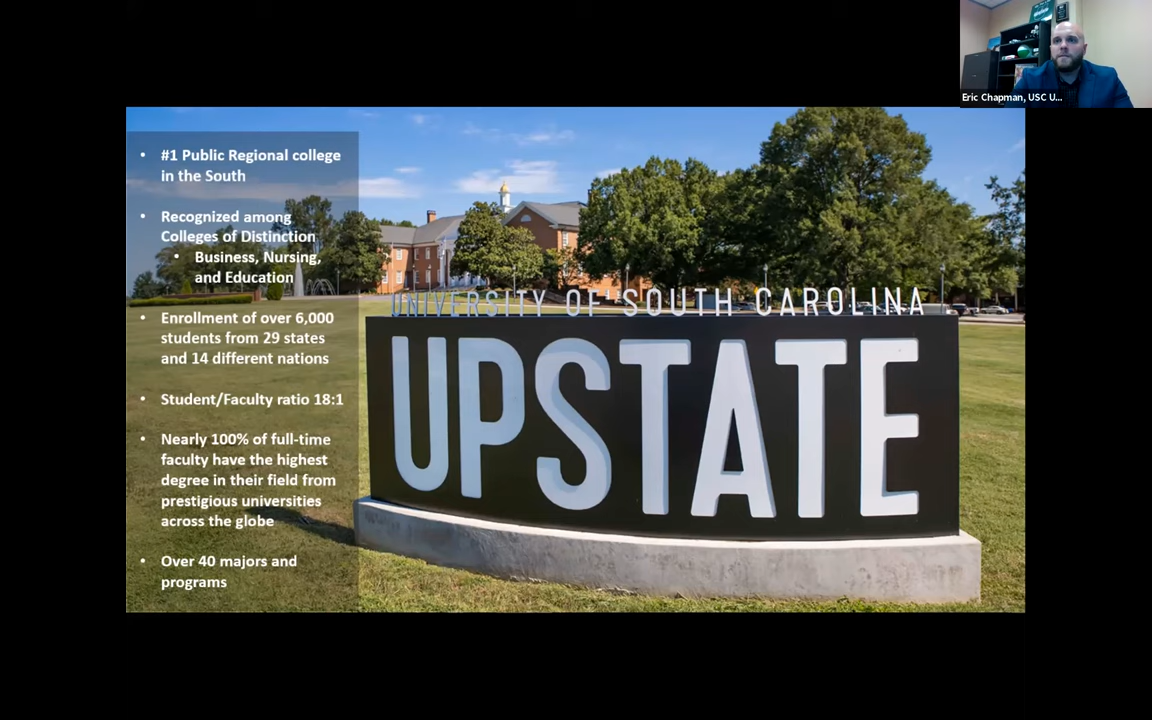 Eric Chapman, USC U...
• #1 Public Regional college
in the South
• Recognized among
Colleges of Distinction
• Business, Nursing,
and Education
• Enrollment of over 6,000
students from 29 states
and 14 different nations
• Student/Faculty ratio 18:1
• Nearly 100% of full-time
faculty have the highest
degree in their field from
prestigious universities
across the globe
• Over 40 majors and
programs
UNIVERSITY OF SOUTH CAROLINA
UPSTATE